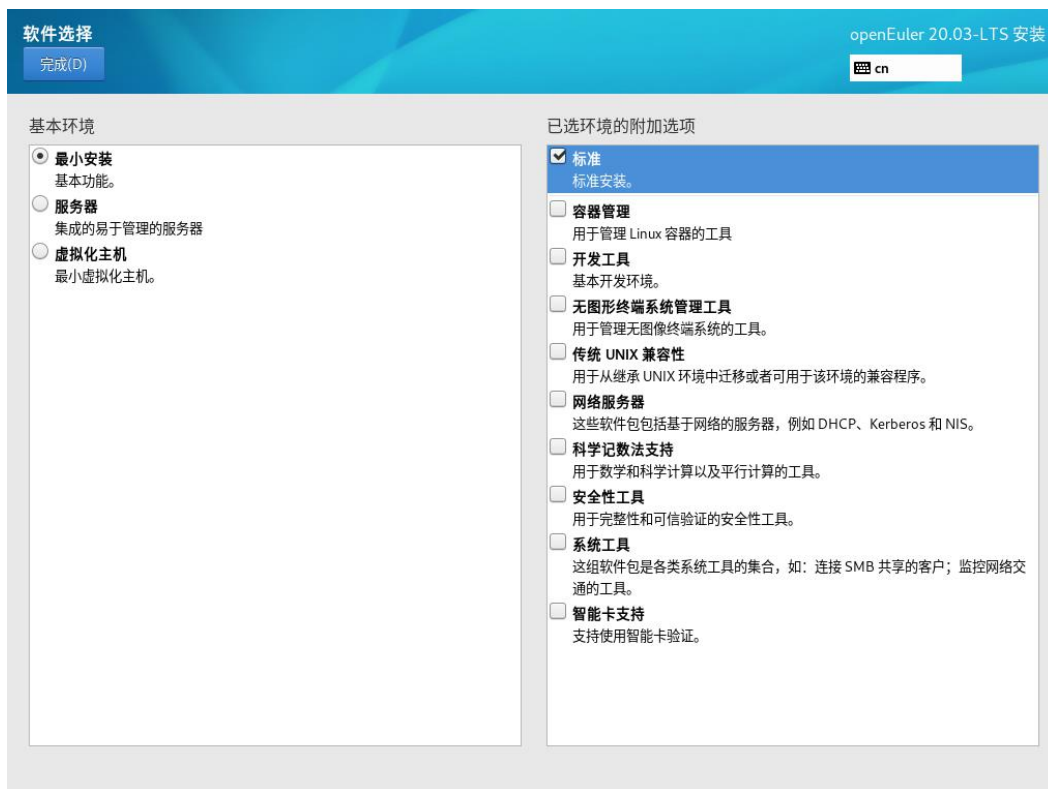 软件选择
完成(D)
openEuler 20.03-LTS 安装
cn
基本环境
最小安装
基本功能。
服务器
集成的易于管理的服务器
虚拟化主机
最小虚拟化主机。
已选环境的附加选项
标准
标准安装。
容器管理
用于管理 Linux 容器的工具
开发工具
基本开发环境。
无图形终端系统管理工具
用于管理无图像终端系统的工具。
传统 UNIX 兼容性
用于从继承 UNIX 环境中迁移或者可用于该环境的兼容程序。
网络服务器
这些软件包包括基于网络的服务器，例如 DHCP、Kerberos 和 NIS。
科学记数法支持
用于数学和科学计算以及平行计算的工具。
安全性工具
用于完整性和可信验证的安全性工具。
系统工具
这组软件包是各类系统工具的集合，如：连接 SMB 共享的客户；监控网络交
通的工具。
智能卡支持
支持使用智能卡验证。